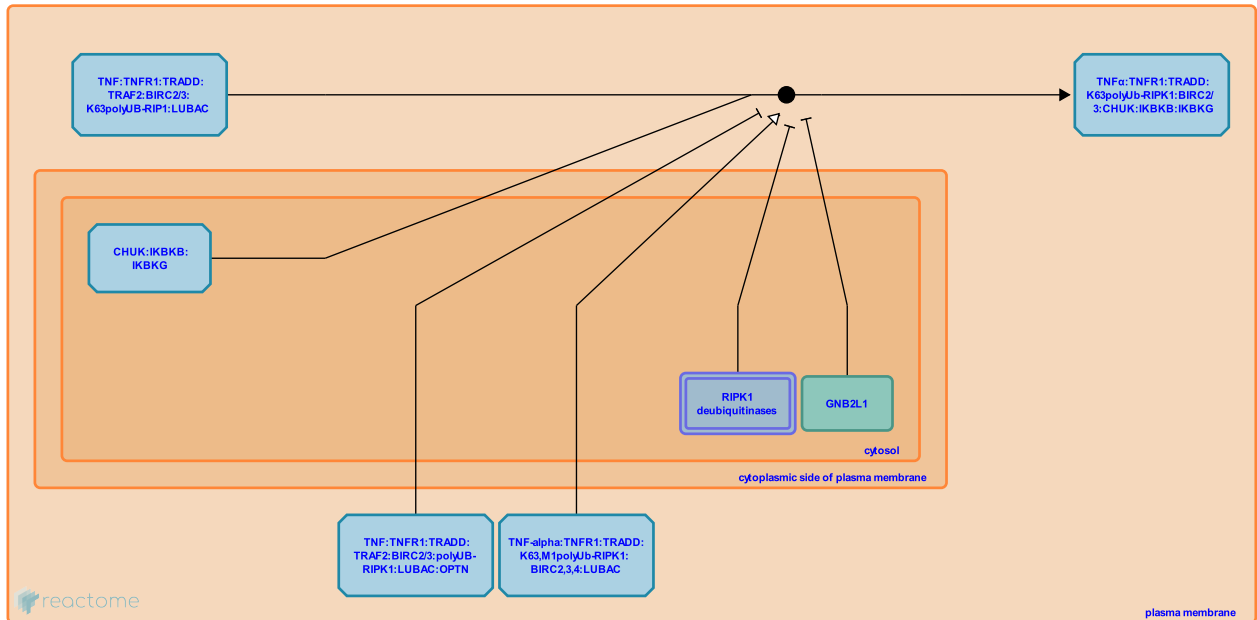 TNF:TNFR1:TRADD:
TRAF2:BIRC2/3:
K63polyUB-RIP1:LUBAC
TNFα:TNFR1:TRADD:
K63polyUb-RIPK1:BIRC2/
3:CHUK:IKBKB:IKBKG
CHUK:IKBKB:
IKBKG
RIPK1
deubiquitinases
GNB2L1
cytosol
cytoplasmic side of plasma membrane
TNF:TNFR1:TRADD:
TRAF2:BIRC2/3:polyUB-
RIPK1:LUBAC:OPTN
TNF-alpha:TNFR1:TRADD:
K63,M1polyUb-RIPK1:
BIRC2,3,4:LUBAC
reactome
plasma membrane